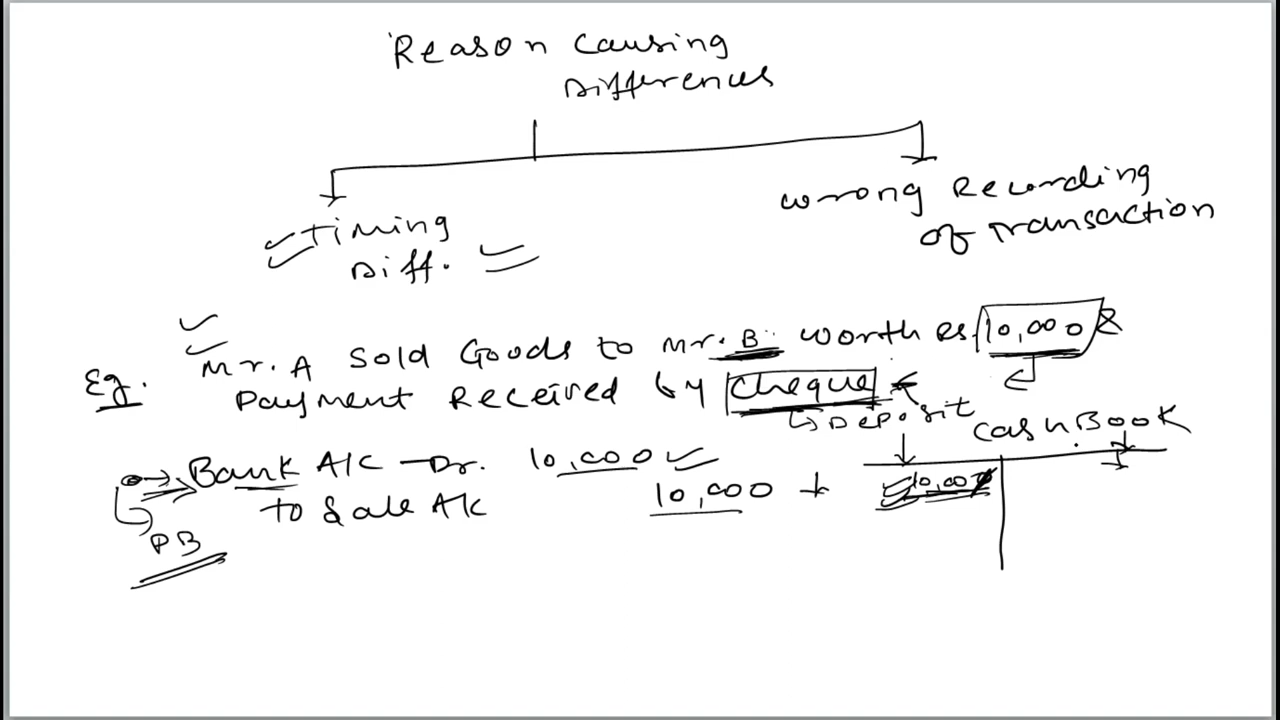 Reason Causing
Differences
Timing
Diff.
Wrong Recording
of Transaction
Eg. Mr. A Sold Goods to Mr. B worth Rs. 10,000 &
Payment Received by Cheque
Deposit
Cash Book
Bank A/C - Dr. 10,000
To Sale A/C 10,000
10,000
PB